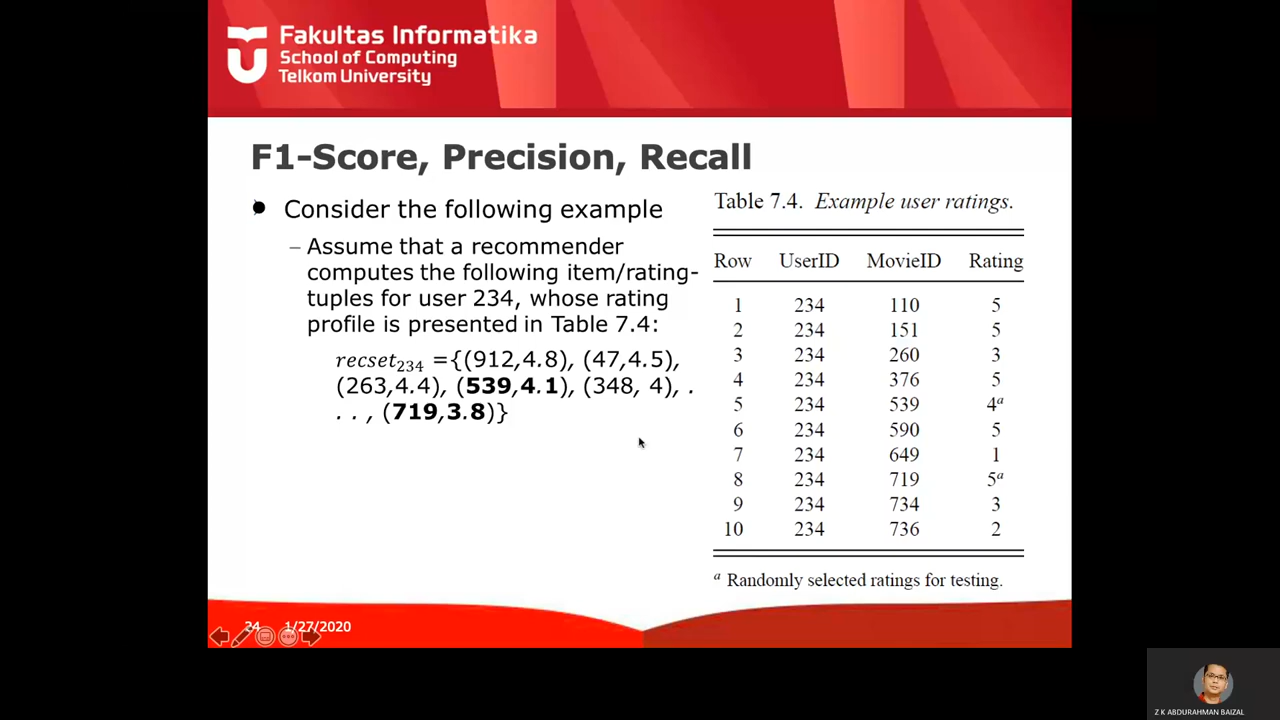 Fakultas Informatika
School of Computing
Telkom University
F1-Score, Precision, Recall
• Consider the following example
– Assume that a recommender
computes the following item/rating-
tuples for user 234, whose rating
profile is presented in Table 7.4:
recset₂₃₄ ={(912,4.8), (47,4.5),
(263,4.4), (539,4.1), (348, 4), .
. . , (719,3.8)}
Table 7.4. Example user ratings.
Row UserID MovieID Rating
1 234 110 5
2 234 151 5
3 234 260 3
4 234 376 5
5 234 539 4ᵃ
6 234 590 5
7 234 649 1
8 234 719 5ᵃ
9 234 734 3
10 234 736 2
ᵃ Randomly selected ratings for testing.
24 1/27/2020
Z K ABDURAHMAN BAIZAL